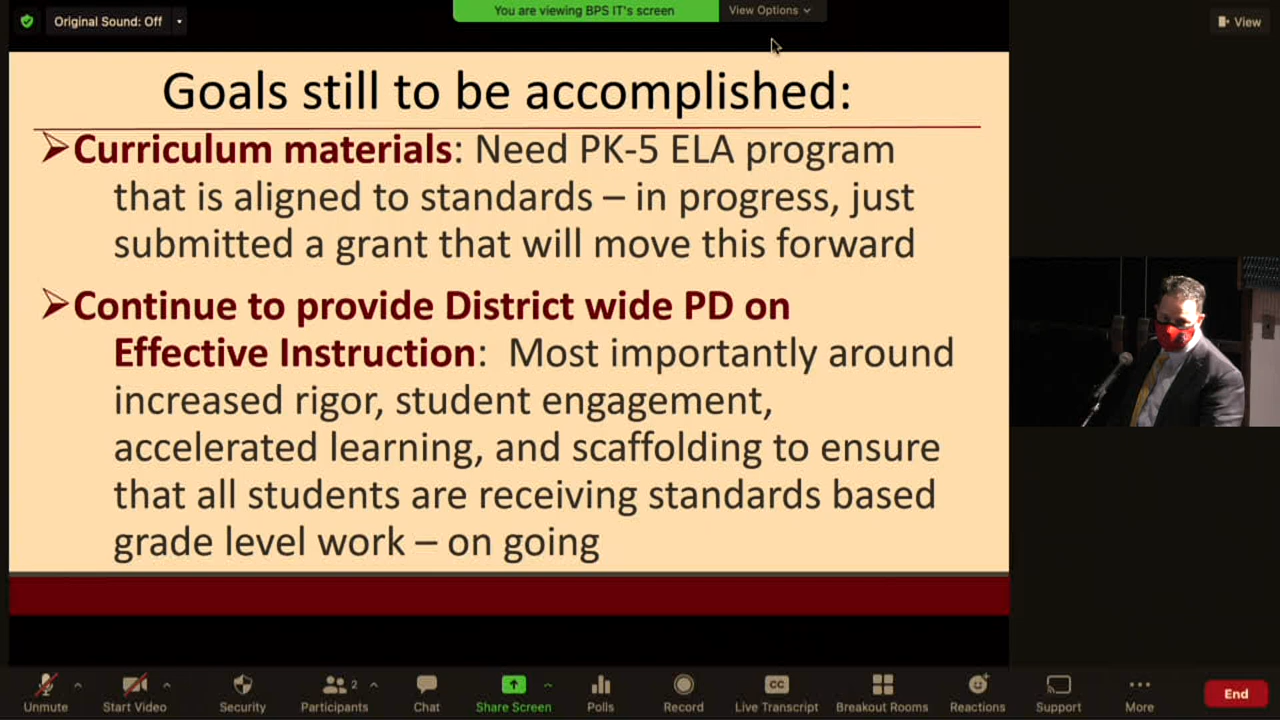 Original Sound: Off
You are viewing BPS IT's screen
View Options
View
Goals still to be accomplished:
➢Curriculum materials: Need PK-5 ELA program
that is aligned to standards – in progress, just
submitted a grant that will move this forward
➢Continue to provide District wide PD on
Effective Instruction: Most importantly around
increased rigor, student engagement,
accelerated learning, and scaffolding to ensure
that all students are receiving standards based
grade level work – on going
Unmute
Start Video
Security
Participants
2
Chat
Share Screen
Polls
Record
CC
Live Transcript
Breakout Rooms
Reactions
Support
More
End